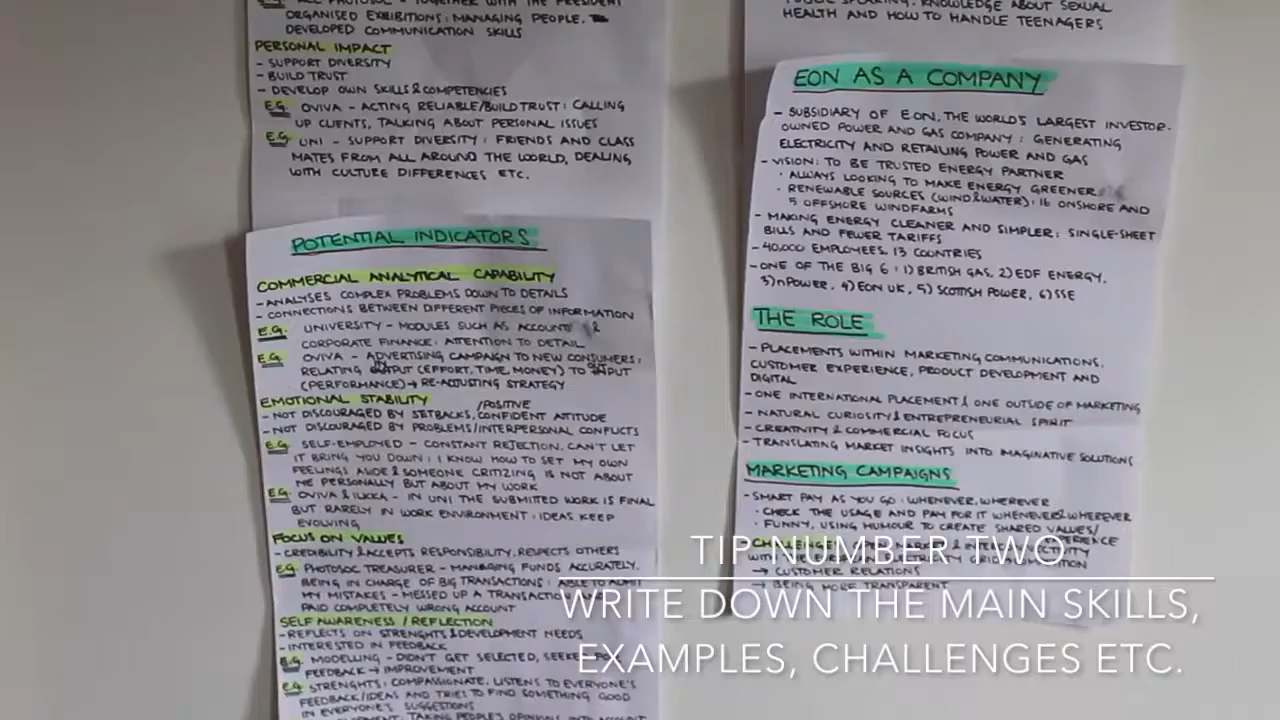 ORGANISED EXHIBITIONS: MANAGING PEOPLE.
DEVELOPED COMMUNICATION SKILLS
PERSONAL IMPACT
- SUPPORT DIVERSITY
- BUILD TRUST
- DEVELOP OWN SKILLS & COMPETENCIES
E.G. OVIVA - ACTING RELIABLE/BUILD TRUST: CALLING
UP CLIENTS, TALKING ABOUT PERSONAL ISSUES
E.G. UNI - SUPPORT DIVERSITY: FRIENDS AND CLASS
MATES FROM ALL AROUND THE WORLD, DEALING
WITH CULTURE DIFFERENCES ETC.
POTENTIAL INDICATORS
COMMERCIAL ANALYTICAL CAPABILITY
- ANALYSES COMPLEX PROBLEMS DOWN TO DETAILS
- CONNECTIONS BETWEEN DIFFERENT PIECES OF INFORMATION
E.G. UNIVERSITY - MODULES SUCH AS ACCOUNT &
CORPORATE FINANCE: ATTENTION TO DETAIL
E.G. OVIVA - ADVERTISING CAMPAIGN TO NEW CONSUMERS:
RELATING INPUT (EFFORT, TIME, MONEY) TO OUTPUT
(PERFORMANCE) → RE-ADJUSTING STRATEGY
EMOTIONAL STABILITY
/POSITIVE
- NOT DISCOURAGED BY SETBACKS, CONFIDENT ATTITUDE
- NOT DISCOURAGED BY PROBLEMS/INTERPERSONAL CONFLICTS
E.G. SELF-EMPLOYED - CONSTANT REJECTION, CAN'T LET
IT BRING YOU DOWN: I KNOW HOW TO SET MY OWN
FEELINGS ASIDE & SOMEONE CRITIZING IS NOT ABOUT
ME PERSONALLY BUT ABOUT MY WORK
E.G. OVIVA & ILKKA - IN UNI THE SUBMITTED WORK IS FINAL
BUT RARELY IN WORK ENVIRONMENT: IDEAS KEEP
EVOLVING
FOCUS ON VALUES
- CREDIBILITY & ACCEPTS RESPONSIBILITY, RESPECTS OTHERS
E.G. PHOTOSOC TREASURER - MANAGING FUNDS ACCURATELY,
BEING IN CHARGE OF BIG TRANSACTIONS: ABLE TO ADMIT
MY MISTAKES - MESSED UP A TRANSACTION
PAID COMPLETELY WRONG ACCOUNT
SELF AWARENESS / REFLECTION
- REFLECTS ON STRENGHTS & DEVELOPMENT NEEDS
- INTERESTED IN FEEDBACK
E.G. MODELLING - DIDN'T GET SELECTED,
FEEDBACK → IMPROVEMENT
E.G. STRENGHTS: COMPASSIONATE, LISTENS TO EVERYONE'S
FEEDBACK/IDEAS AND TRIES TO FIND SOMETHING GOOD
IN EVERYONE'S SUGGESTIONS
TAKING PEOPLE'S OPINIONS INTO ACCOUNT
PUBLIC SPEAKING, KNOWLEDGE ABOUT SEXUAL
HEALTH AND HOW TO HANDLE TEENAGERS
EON AS A COMPANY
- SUBSIDIARY OF E.ON, THE WORLD'S LARGEST INVESTOR-
OWNED POWER AND GAS COMPANY: GENERATING
ELECTRICITY AND RETAILING POWER AND GAS
- VISION: TO BE TRUSTED ENERGY PARTNER
• ALWAYS LOOKING TO MAKE ENERGY GREENER
• RENEWABLE SOURCES (WIND & WATER): 16 ONSHORE AND
5 OFFSHORE WINDFARMS
- MAKING ENERGY CLEANER AND SIMPLER: SINGLE-SHEET
BILLS AND FEWER TARIFFS
- 40,000 EMPLOYEES, 13 COUNTRIES
- ONE OF THE BIG 6: 1) BRITISH GAS, 2) EDF ENERGY,
3) nPOWER, 4) EON UK, 5) SCOTTISH POWER, 6) SSE
THE ROLE
- PLACEMENTS WITHIN MARKETING COMMUNICATIONS,
CUSTOMER EXPERIENCE, PRODUCT DEVELOPMENT AND
DIGITAL
- ONE INTERNATIONAL PLACEMENT & ONE OUTSIDE OF MARKETING
- NATURAL CURIOSITY & ENTREPRENEURIAL SPIRIT
- CREATIVITY & COMMERCIAL FOCUS
- TRANSLATING MARKET INSIGHTS INTO IMAGINATIVE SOLUTIONS
MARKETING CAMPAIGNS
- SMART PAY AS YOU GO: WHENEVER, WHEREVER
• CHECK THE USAGE AND PAY FOR IT WHENEVER & WHEREVER
• FUNNY, USING HUMOUR TO CREATE SHARED VALUES/
→ CUSTOMER RELATIONS
→ BEING MORE TRANSPARENT
TIP NUMBER TWO
WRITE DOWN THE MAIN SKILLS,
EXAMPLES, CHALLENGES ETC.